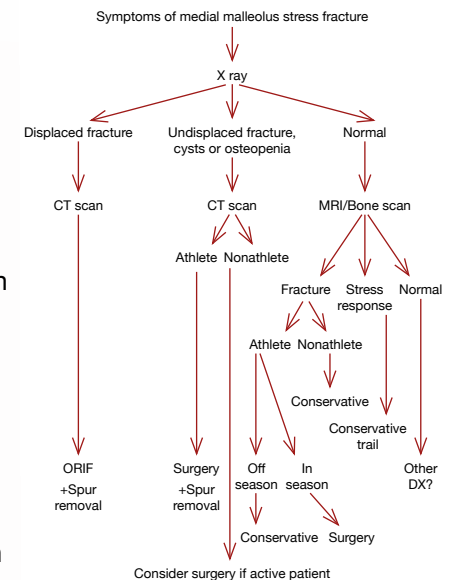 Symptoms of medial malleolus stress fracture
X ray
Displaced fracture
Undisplaced fracture,
cysts or osteopenia
Normal
CT scan
CT scan
MRI/Bone scan
Athlete
Nonathlete
Fracture
Stress
response
Normal
Athlete
Nonathlete
Conservative
Conservative
trail
ORIF
+Spur
removal
Surgery
+Spur
removal
Off
season
In
season
Other
DX?
Conservative
Surgery
Consider surgery if active patient